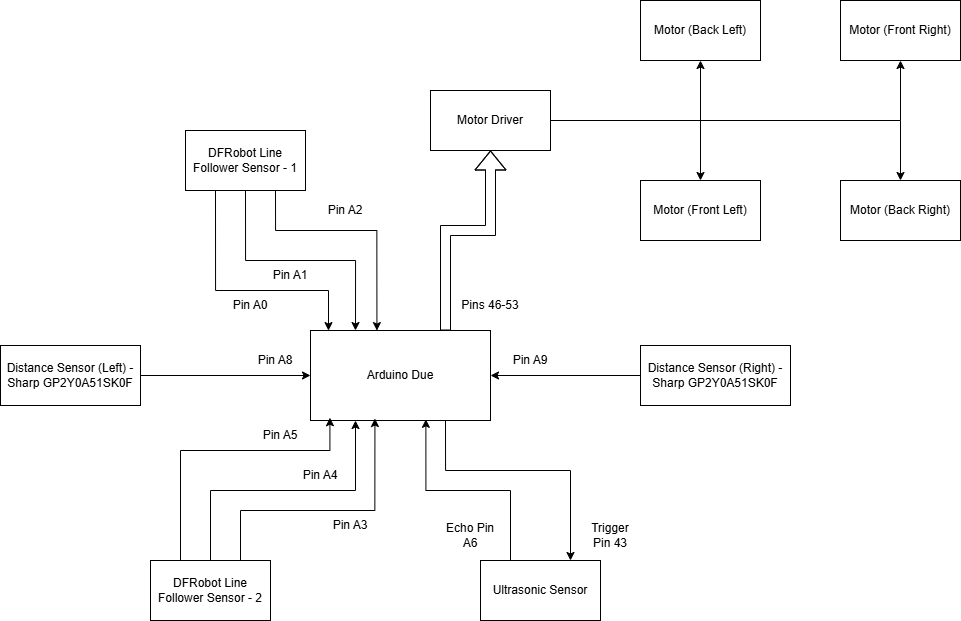 Motor (Back Left)
Motor (Front Right)
Motor Driver
DFRobot Line
Follower Sensor - 1
Motor (Front Left)
Motor (Back Right)
Pin A2
Pin A1
Pin A0
Pins 46-53
Distance Sensor (Left) -
Sharp GP2Y0A51SK0F
Pin A8
Arduino Due
Pin A9
Distance Sensor (Right) -
Sharp GP2Y0A51SK0F
Pin A5
Pin A4
Pin A3
Echo Pin
A6
Trigger
Pin 43
DFRobot Line
Follower Sensor - 2
Ultrasonic Sensor